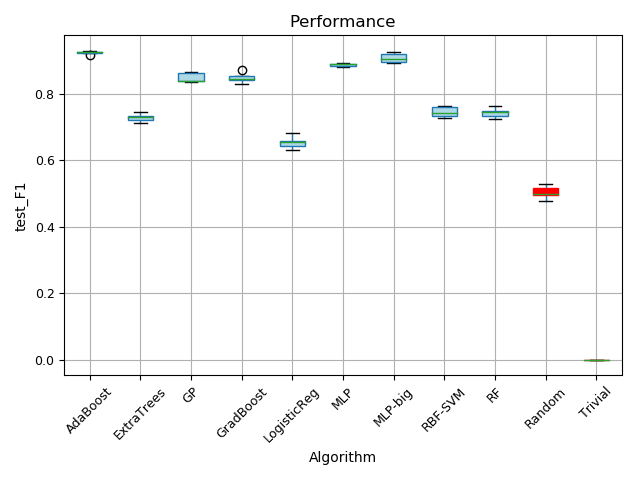 Performance
test_F1
0.8
0.6
0.4
0.2
0.0
AdaBoost
ExtraTrees
GP
GradBoost
LogisticReg
MLP
MLP-big
RBF-SVM
RF
Random
Trivial
Algorithm